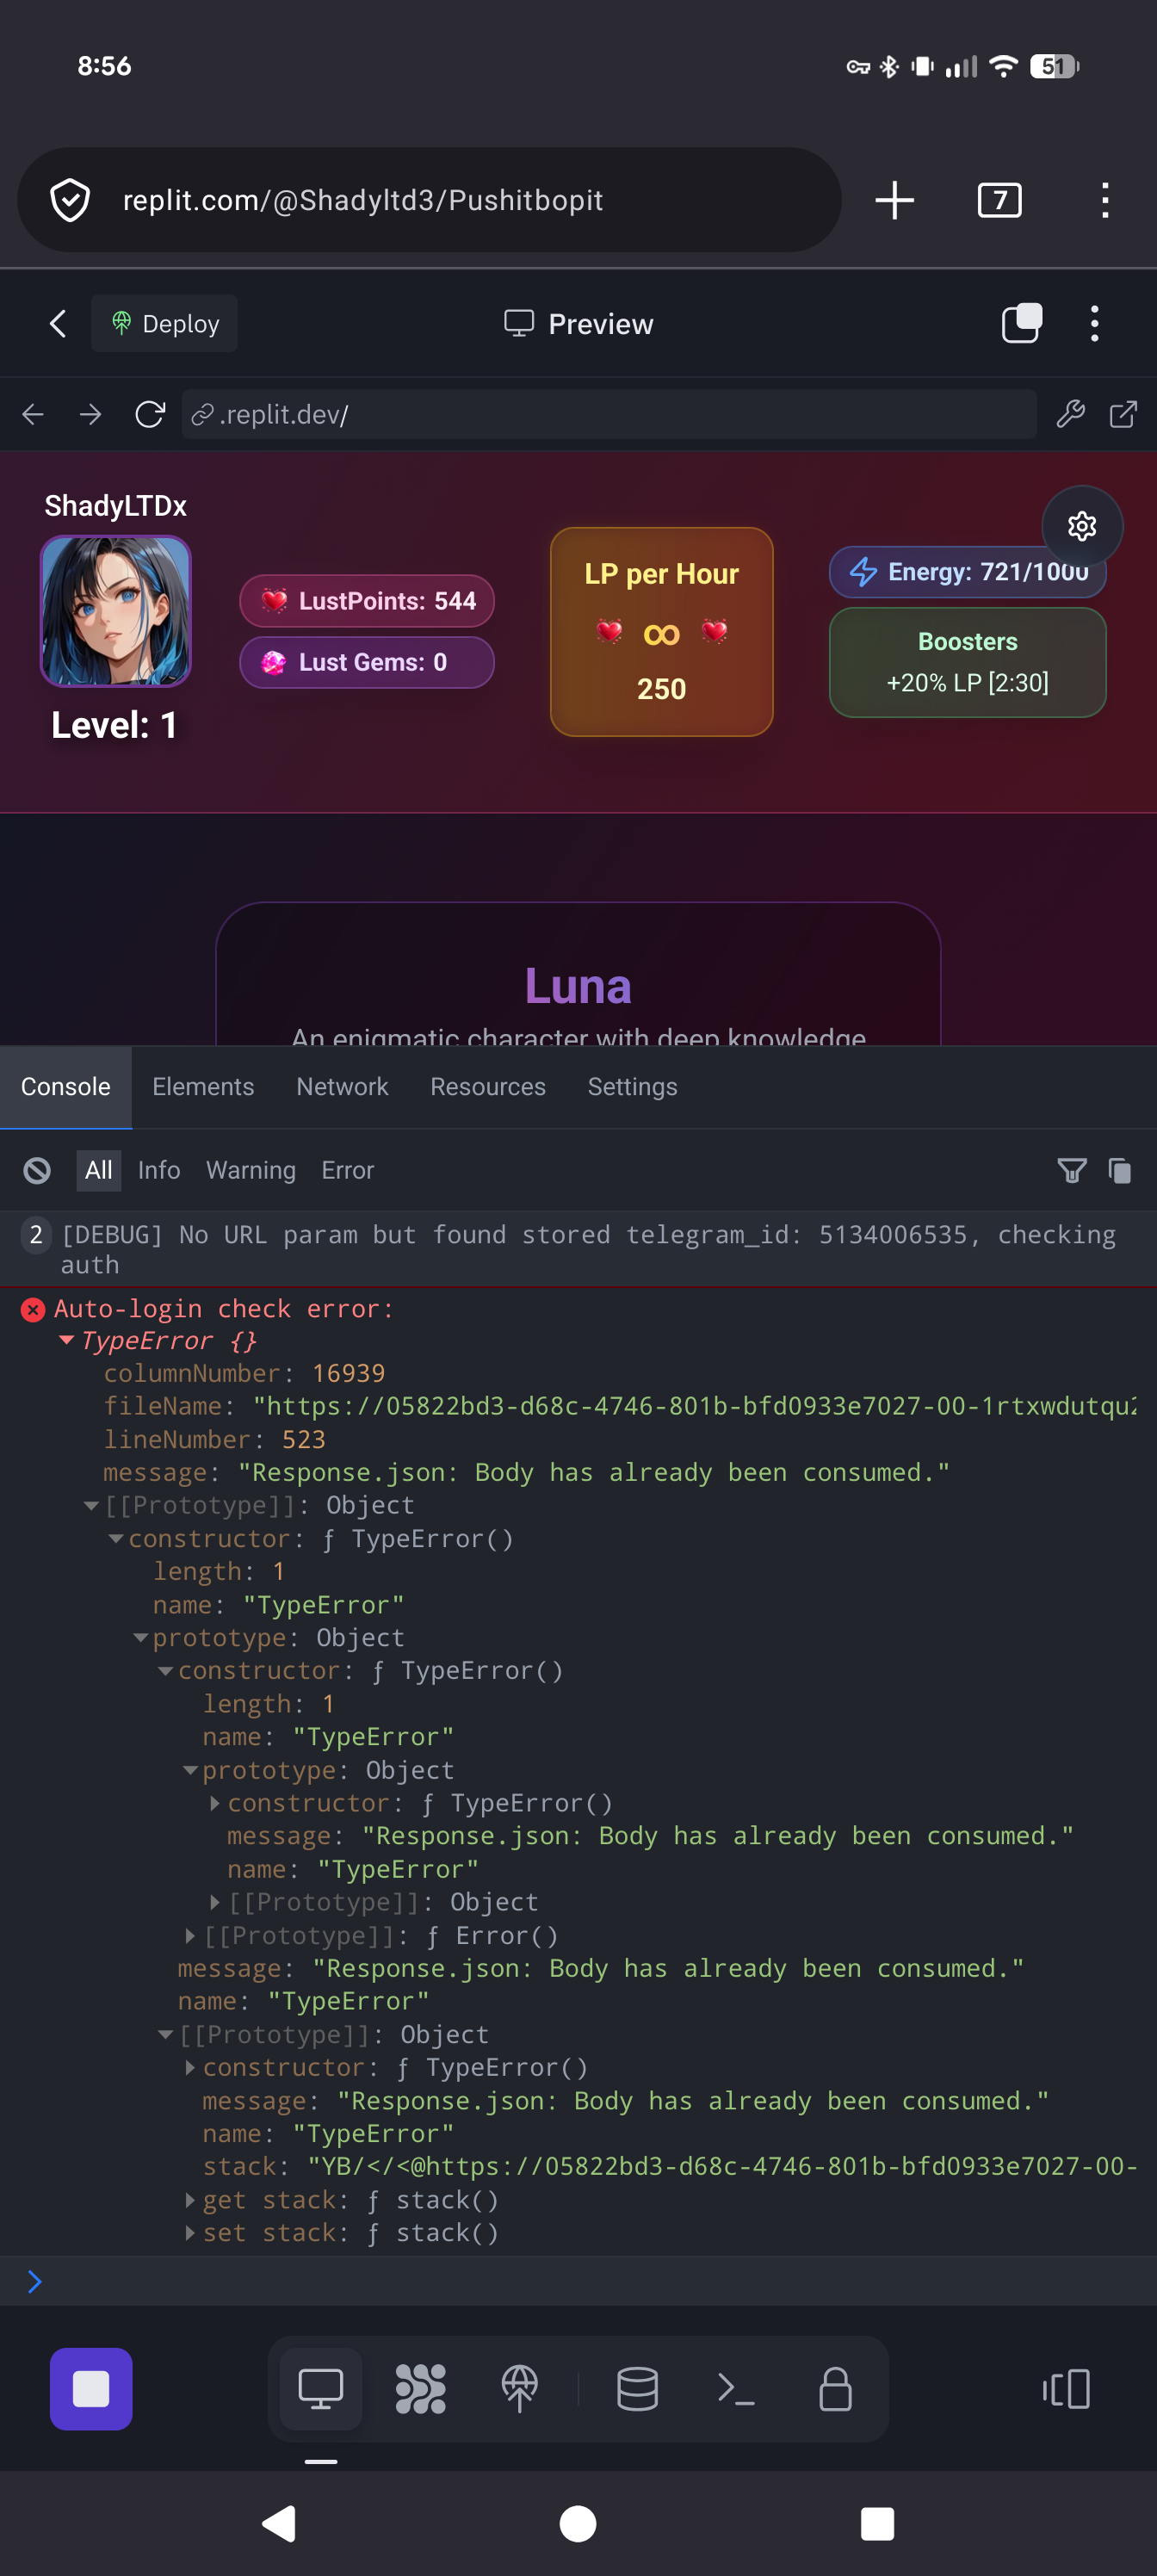 8:56
51
replit.com/@Shadyltd3/Pushitbopit
7
Deploy
Preview
.replit.dev/
ShadyLTDx
Level: 1
LustPoints: 544
Lust Gems: 0
LP per Hour
∞
250
Energy: 721/1000
Boosters
+20% LP [2:30]
Luna
An enigmatic character with deep knowledge
Console Elements Network Resources Settings
All Info Warning Error
2 [DEBUG] No URL param but found stored telegram_id: 5134006535, checking
auth
Auto-login check error:
TypeError {}
columnNumber: 16939
fileName: "https://05822bd3-d68c-4746-801b-bfd0933e7027-00-1rtxwdutqu
lineNumber: 523
message: "Response.json: Body has already been consumed."
[[Prototype]]: Object
constructor: ƒ TypeError()
length: 1
name: "TypeError"
prototype: Object
constructor: ƒ TypeError()
length: 1
name: "TypeError"
prototype: Object
constructor: ƒ TypeError()
message: "Response.json: Body has already been consumed."
name: "TypeError"
[[Prototype]]: Object
[[Prototype]]: ƒ Error()
message: "Response.json: Body has already been consumed."
name: "TypeError"
[[Prototype]]: Object
constructor: ƒ TypeError()
message: "Response.json: Body has already been consumed."
name: "TypeError"
stack: "YB/</<@https://05822bd3-d68c-4746-801b-bfd0933e7027-00-
get stack: ƒ stack()
set stack: ƒ stack()